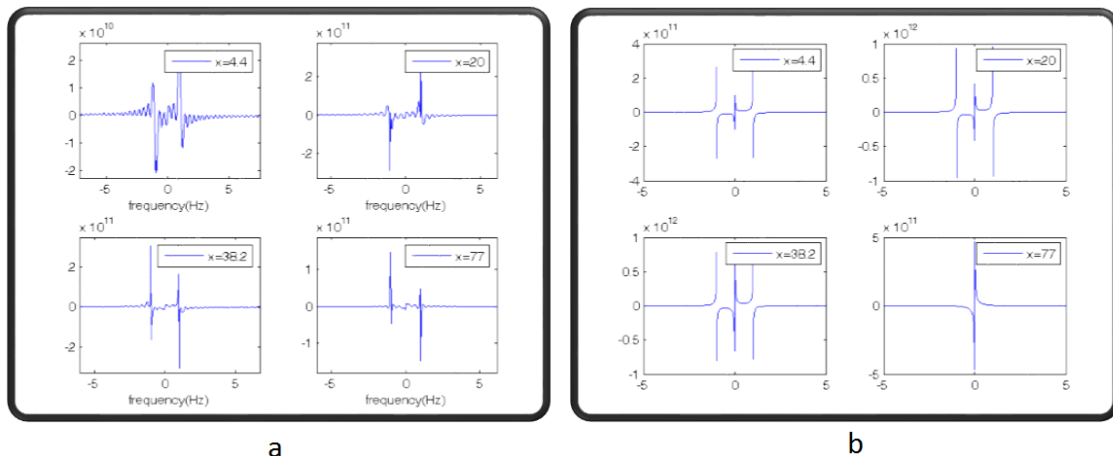 x 10^10
x=4.4
2
1
0
-1
-2
-5 0 5
frequency(Hz)
x 10^11
x=20
2
0
-2
-5 0 5
frequency(Hz)
x 10^11
x=38.2
2
0
-2
-5 0 5
frequency(Hz)
x 10^11
x=77
1
0
-1
-5 0 5
frequency(Hz)
a
x 10^11
x=4.4
4
2
0
-2
-4
-5 0 5
x 10^12
x=20
1
0.5
0
-0.5
-1
-5 0 5
x 10^12
x=38.2
1
0.5
0
-0.5
-1
-5 0 5
x 10^11
x=77
5
0
-5
-5 0 5
b